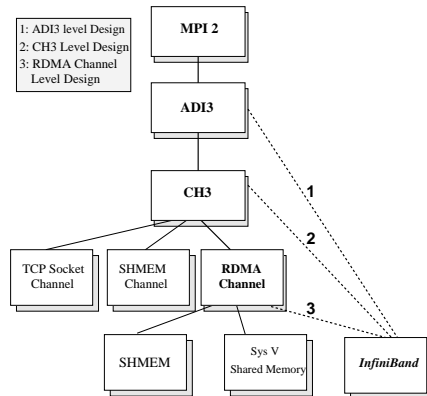 1: ADI3 level Design
2: CH3 Level Design
3: RDMA Channel
Level Design
MPI 2
ADI3
CH3
1
2
TCP Socket
Channel
SHMEM
Channel
RDMA
Channel
3
SHMEM
Sys V
Shared Memory
InfiniBand